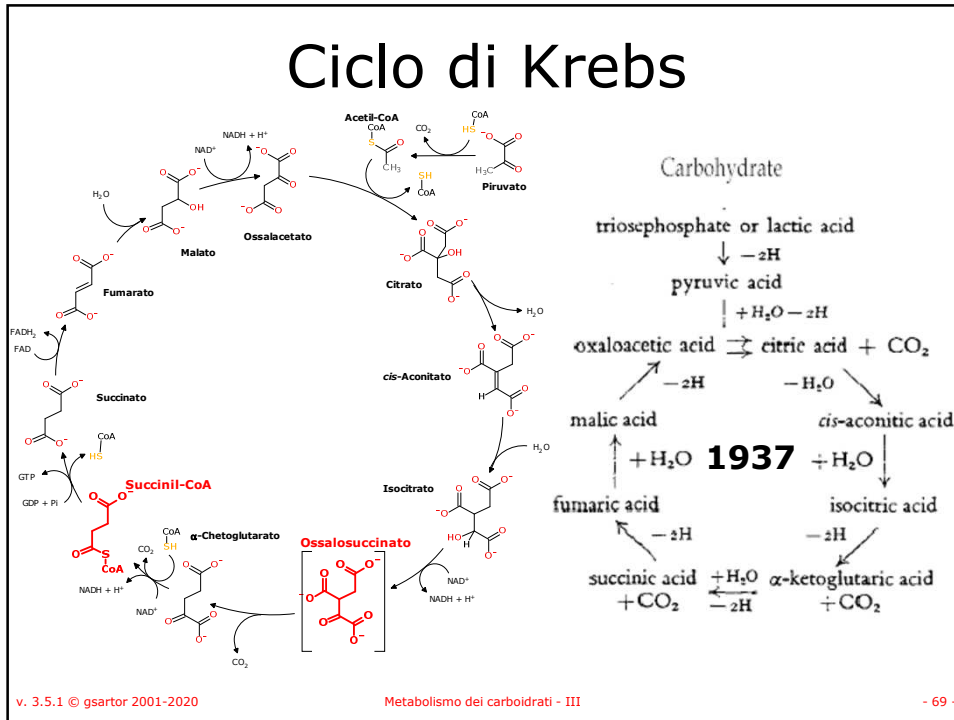 Ciclo di Krebs
Acetil-CoA
CoA
S
O
CH3
CO2
CoA
HS
O-
O
H3C
O
Piruvato
SH
CoA
NADH + H+
NAD+
-O
O
O
-O
O
Ossalacetato
H2O
O-
O
OH
O
O-
Malato
O-
O
O
O-
Fumarato
FADH2
FAD
O-
O
O
O-
Succinato
CoA
HS
GTP
GDP + Pi
O-
Succinil-CoA
O
O
S
CoA
CO2
CoA
SH
α-Chetoglutarato
NADH + H+
NAD+
O-
O
O
O
O-
CO2
Ossalosuccinato
O-
O
O
-O
O
O
O-
NAD+
NADH + H+
Isocitrato
O-
O
O
-O
HO
H
O
O-
H2O
cis-Aconitato
O-
O
O
-O
H
O
O-
H2O
Citrato
O-
O
O
-O
OH
O
O-
Carbohydrate
triosephosphate or lactic acid
↓ −2H
pyruvic acid
↓ +H2O−2H
oxaloacetic acid ⇉ citric acid + CO2
−2H −H2O
malic acid cis-aconitic acid
+H2O 1937 +H2O
fumaric acid isocitric acid
−2H −2H
succinic acid +H2O α-ketoglutaric acid
+CO2 −2H +CO2
v. 3.5.1 © gsartor 2001-2020 Metabolismo dei carboidrati - III - 69 -